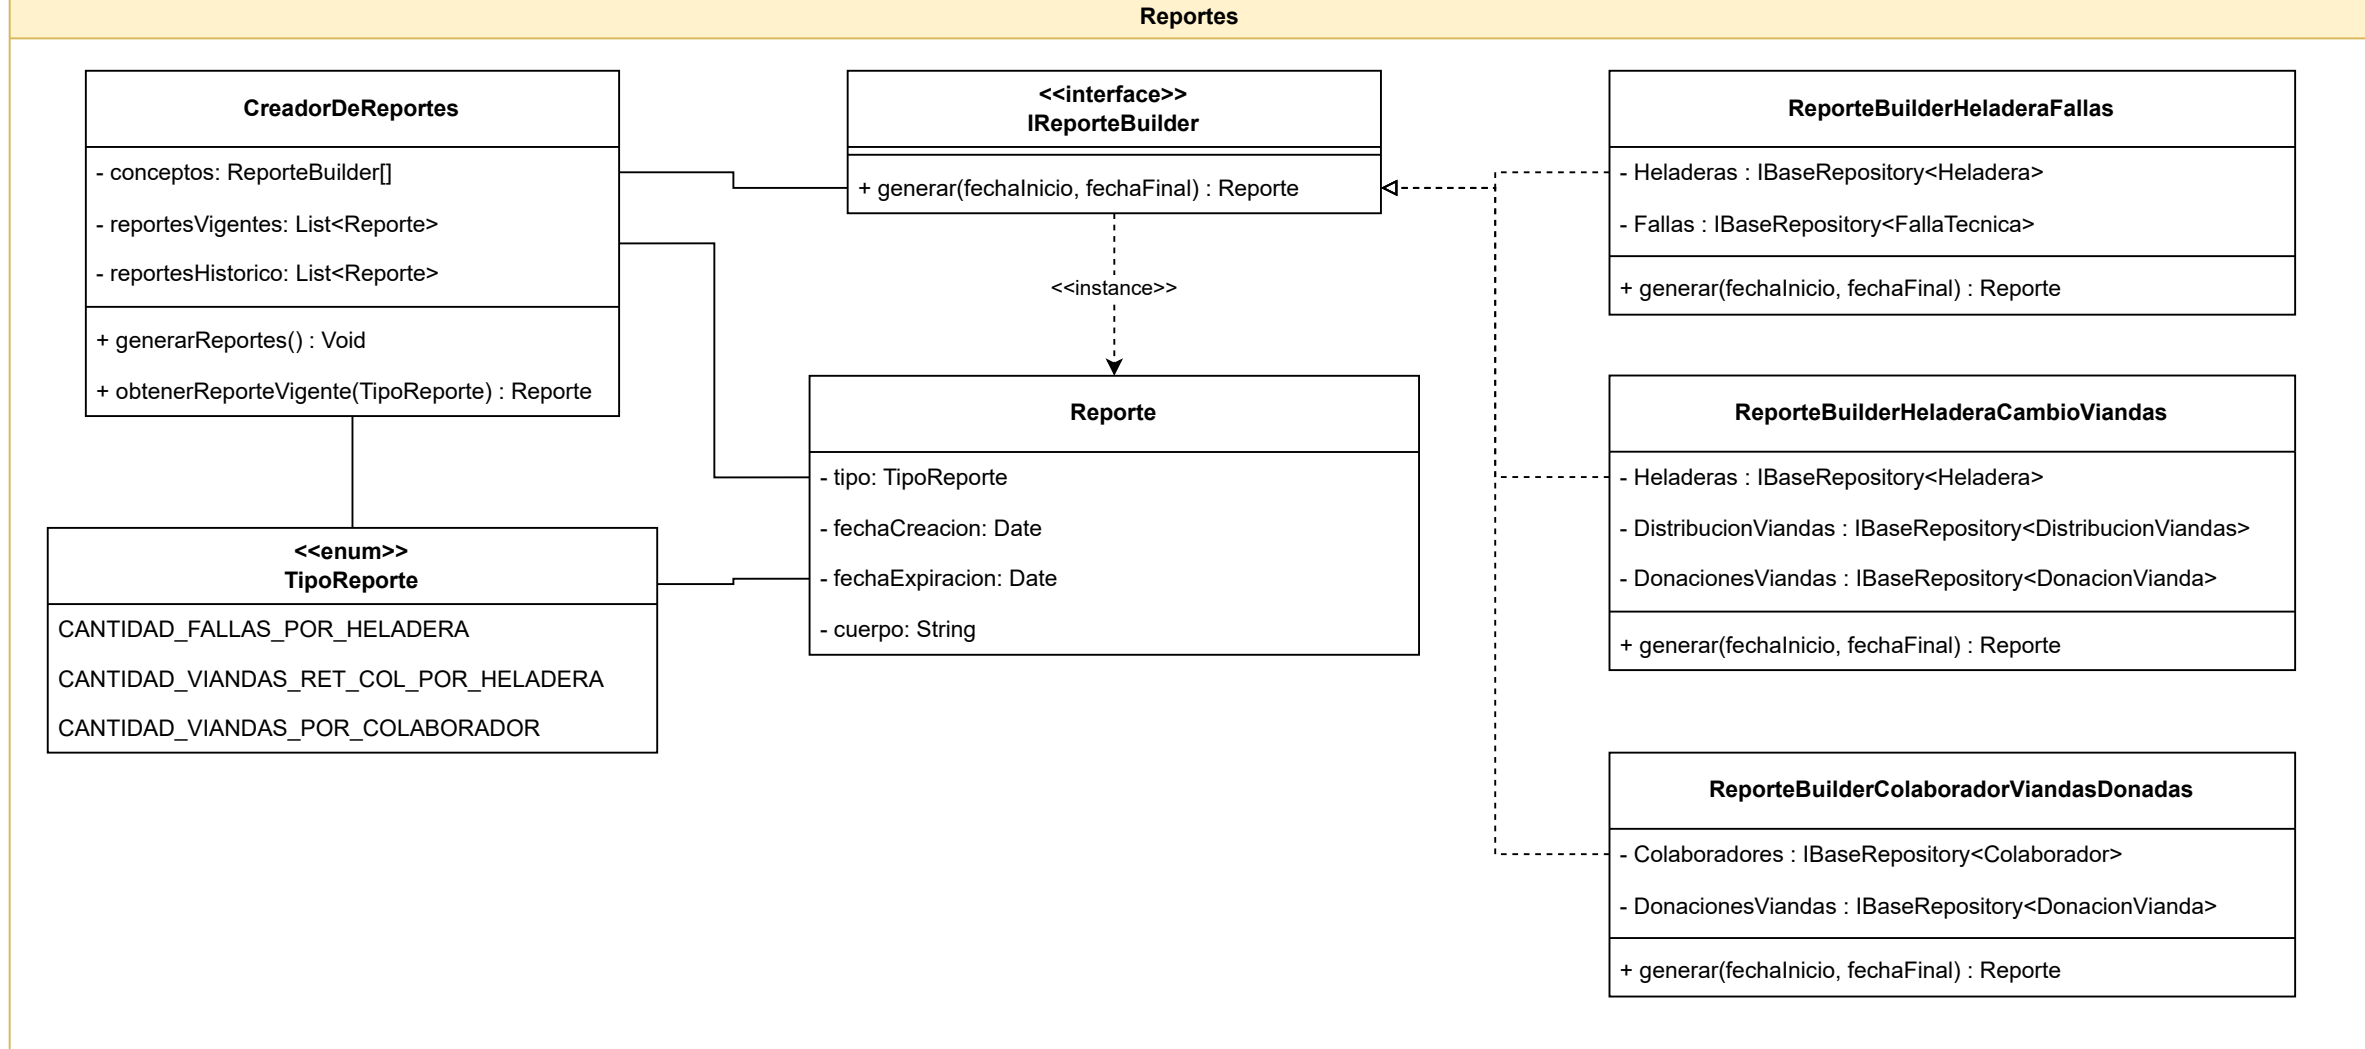 Reportes
CreadorDeReportes
- conceptos: ReporteBuilder[]
- reportesVigentes: List<Reporte>
- reportesHistorico: List<Reporte>
+ generarReportes() : Void
+ obtenerReporteVigente(TipoReporte) : Reporte
<<interface>>
IReporteBuilder
+ generar(fechaInicio, fechaFinal) : Reporte
<<instance>>
Reporte
- tipo: TipoReporte
- fechaCreacion: Date
- fechaExpiracion: Date
- cuerpo: String
<<enum>>
TipoReporte
CANTIDAD_FALLAS_POR_HELADERA
CANTIDAD_VIANDAS_RET_COL_POR_HELADERA
CANTIDAD_VIANDAS_POR_COLABORADOR
ReporteBuilderHeladeraFallas
- Heladeras : IBaseRepository<Heladera>
- Fallas : IBaseRepository<FallaTecnica>
+ generar(fechaInicio, fechaFinal) : Reporte
ReporteBuilderHeladeraCambioViandas
- Heladeras : IBaseRepository<Heladera>
- DistribucionViandas : IBaseRepository<DistribucionViandas>
- DonacionesViandas : IBaseRepository<DonacionVianda>
+ generar(fechaInicio, fechaFinal) : Reporte
ReporteBuilderColaboradorViandasDonadas
- Colaboradores : IBaseRepository<Colaborador>
- DonacionesViandas : IBaseRepository<DonacionVianda>
+ generar(fechaInicio, fechaFinal) : Reporte